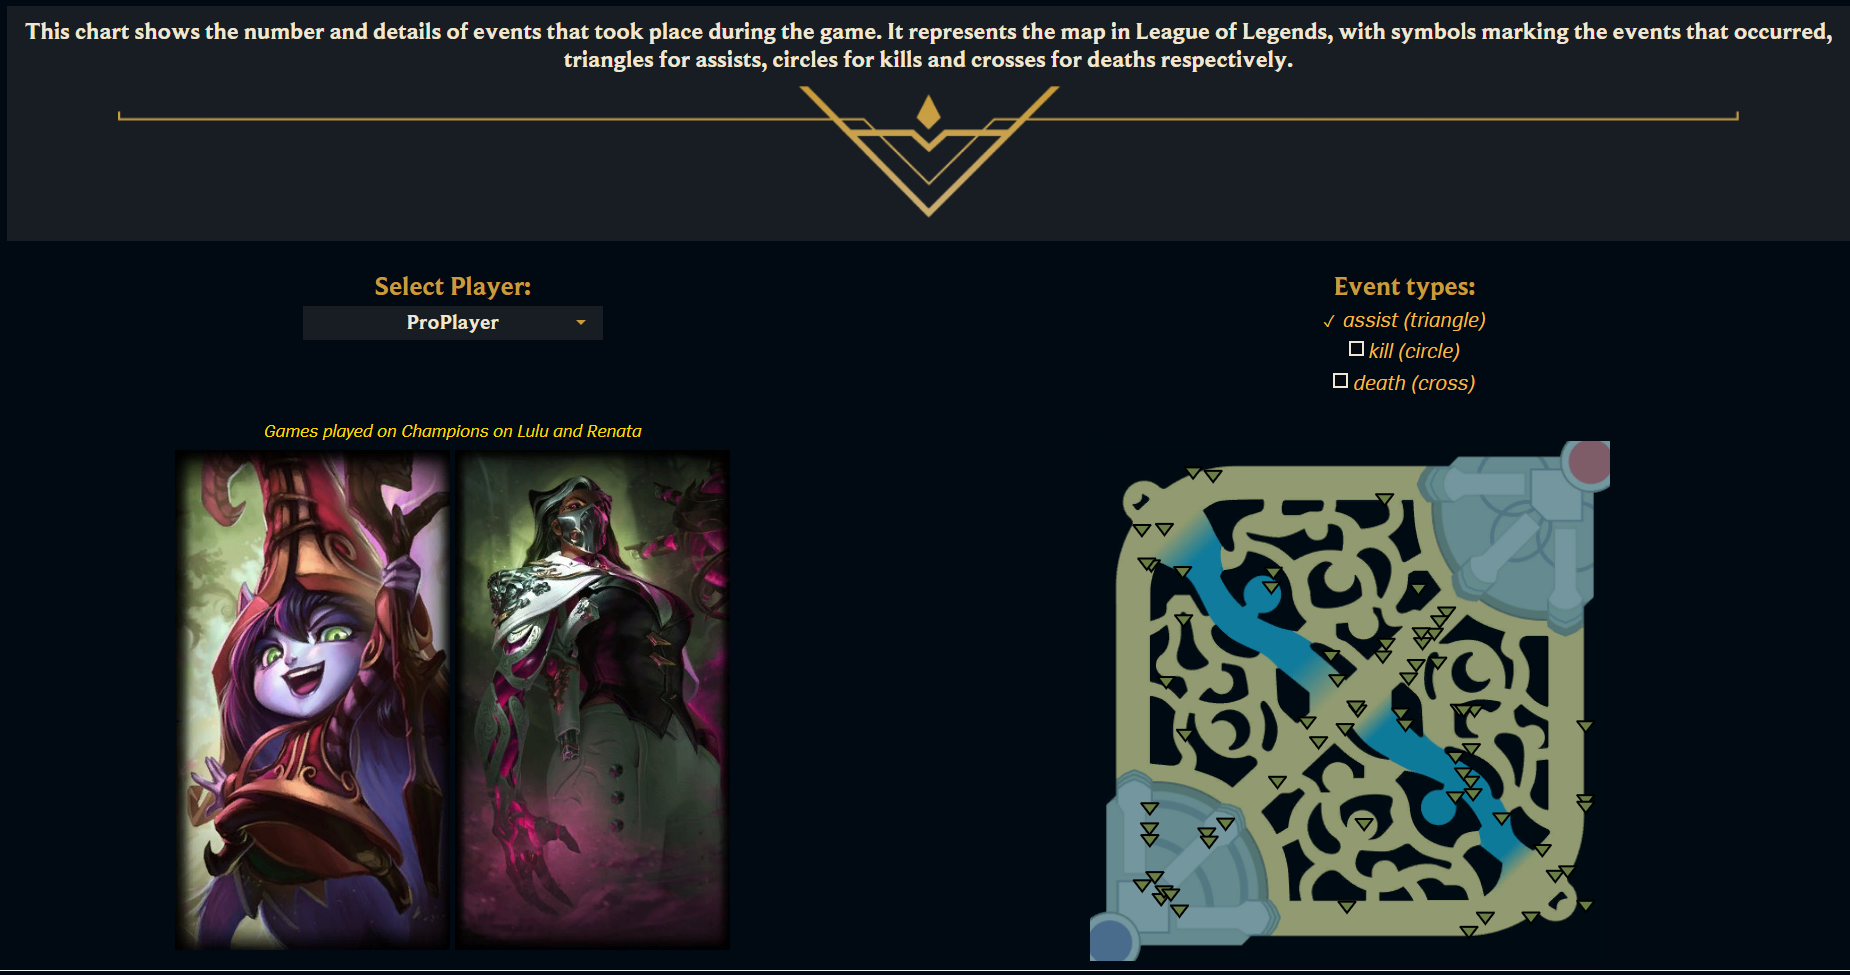 This chart shows the number and details of events that took place during the game. It represents the map in League of Legends, with symbols marking the events that occurred,
triangles for assists, circles for kills and crosses for deaths respectively.
Select Player:
ProPlayer
Event types:
✓ assist (triangle)
kill (circle)
death (cross)
Games played on Champions on Lulu and Renata